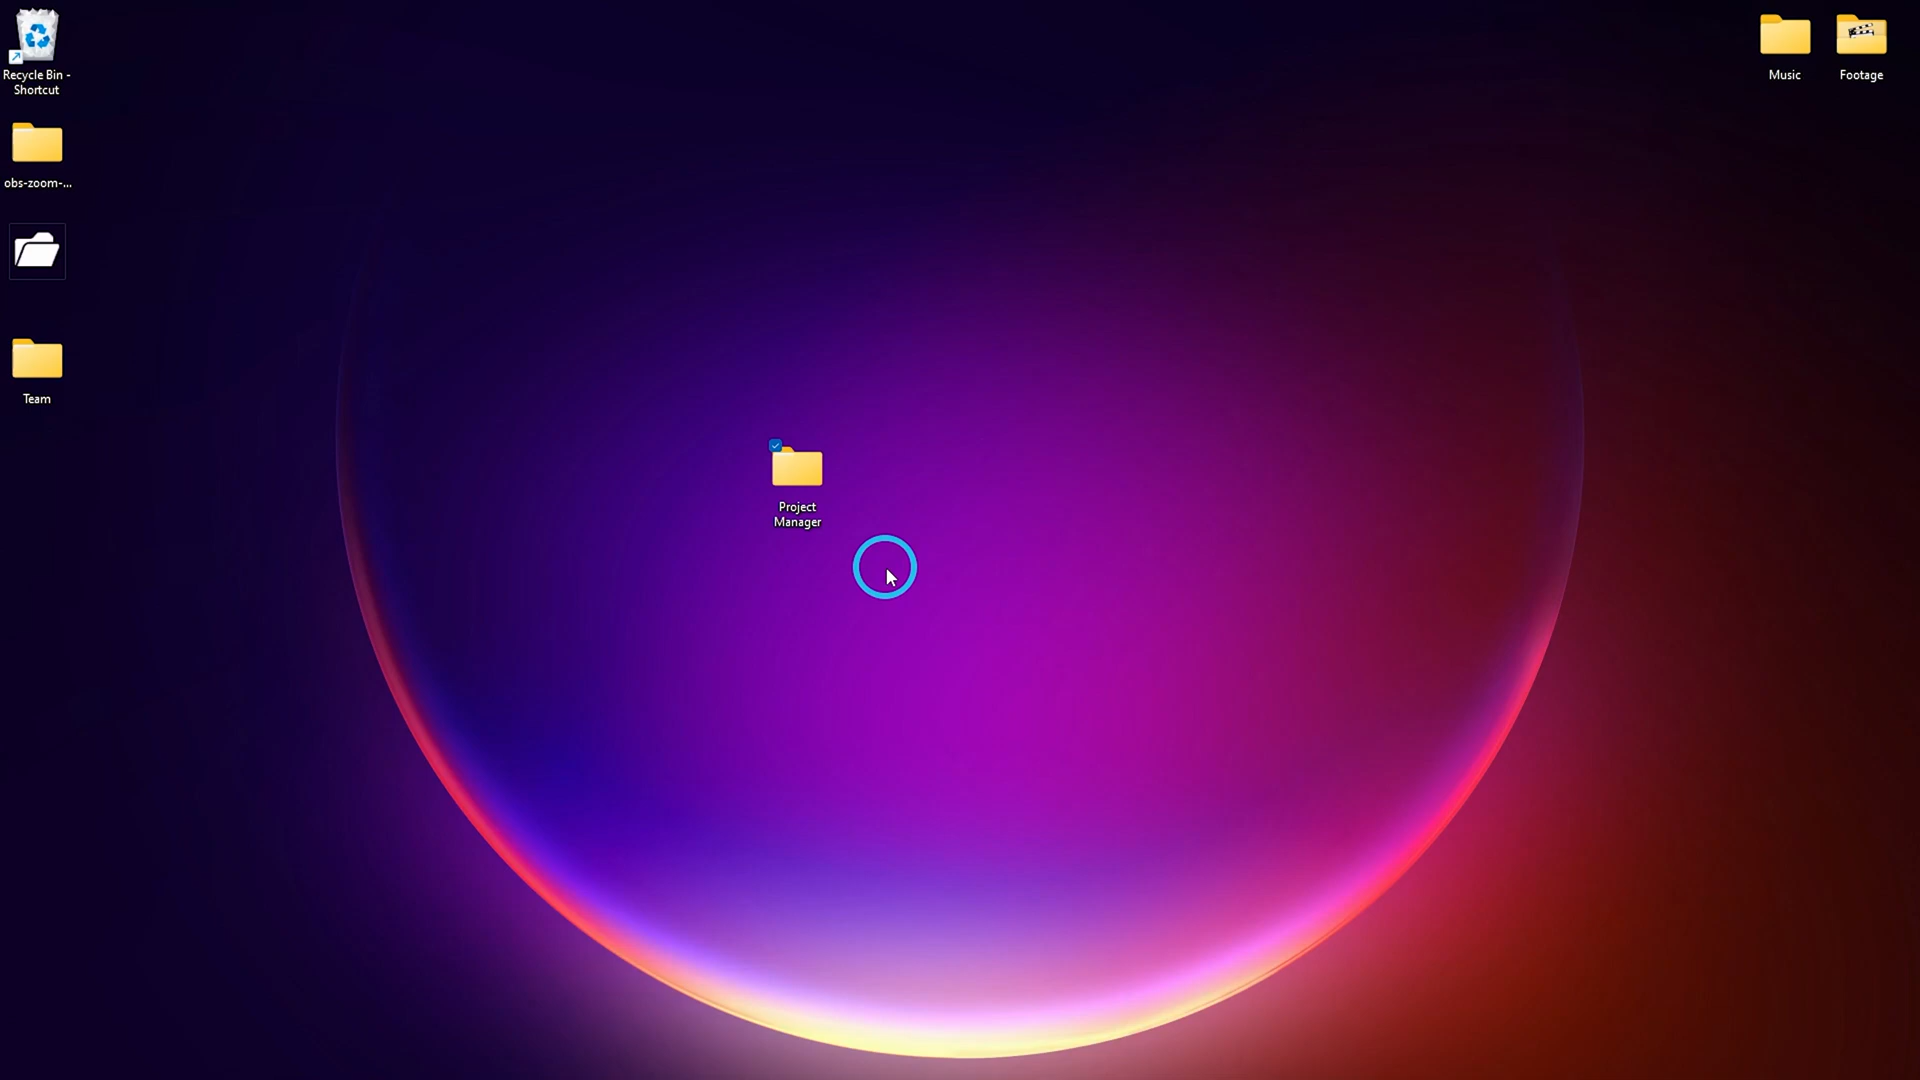 Recycle Bin -
Shortcut
obs-zoom-...
Team
Project
Manager
Music
Footage